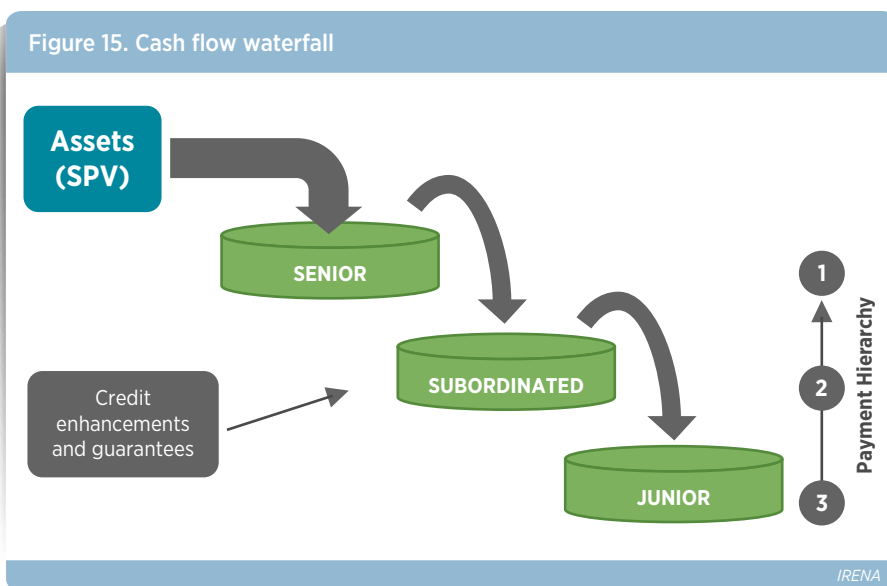 Figure 15. Cash flow waterfall
Assets
(SPV)
SENIOR
SUBORDINATED
JUNIOR
Credit
enhancements
and guarantees
1
2
3
Payment Hierarchy
IRENA